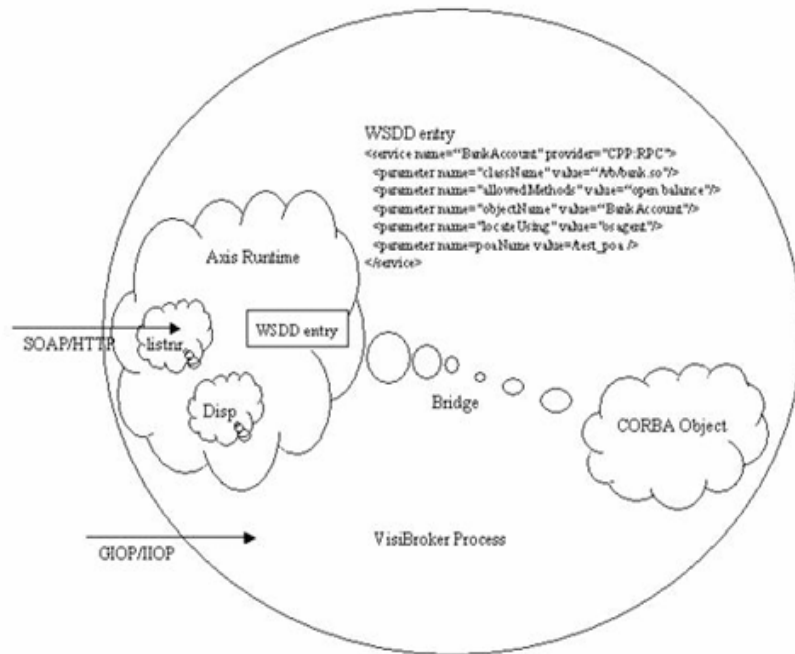 WSDD entry
<service name="BankAccount" provider="CPP:RPC">
<parameter name="className" value="/vb/bank.so"/>
<parameter name="allowedMethods" value="open balance"/>
<parameter name="objectName" value="BankAccount"/>
<parameter name="locateUsing" value="osagent"/>
<parameter name=poaName value=/test_poa />
</service>
Axis Runtime
WSDD entry
SOAP/HTTP
listnr
Disp
Bridge
CORBA Object
VisiBroker Process
GIOP/IIOP